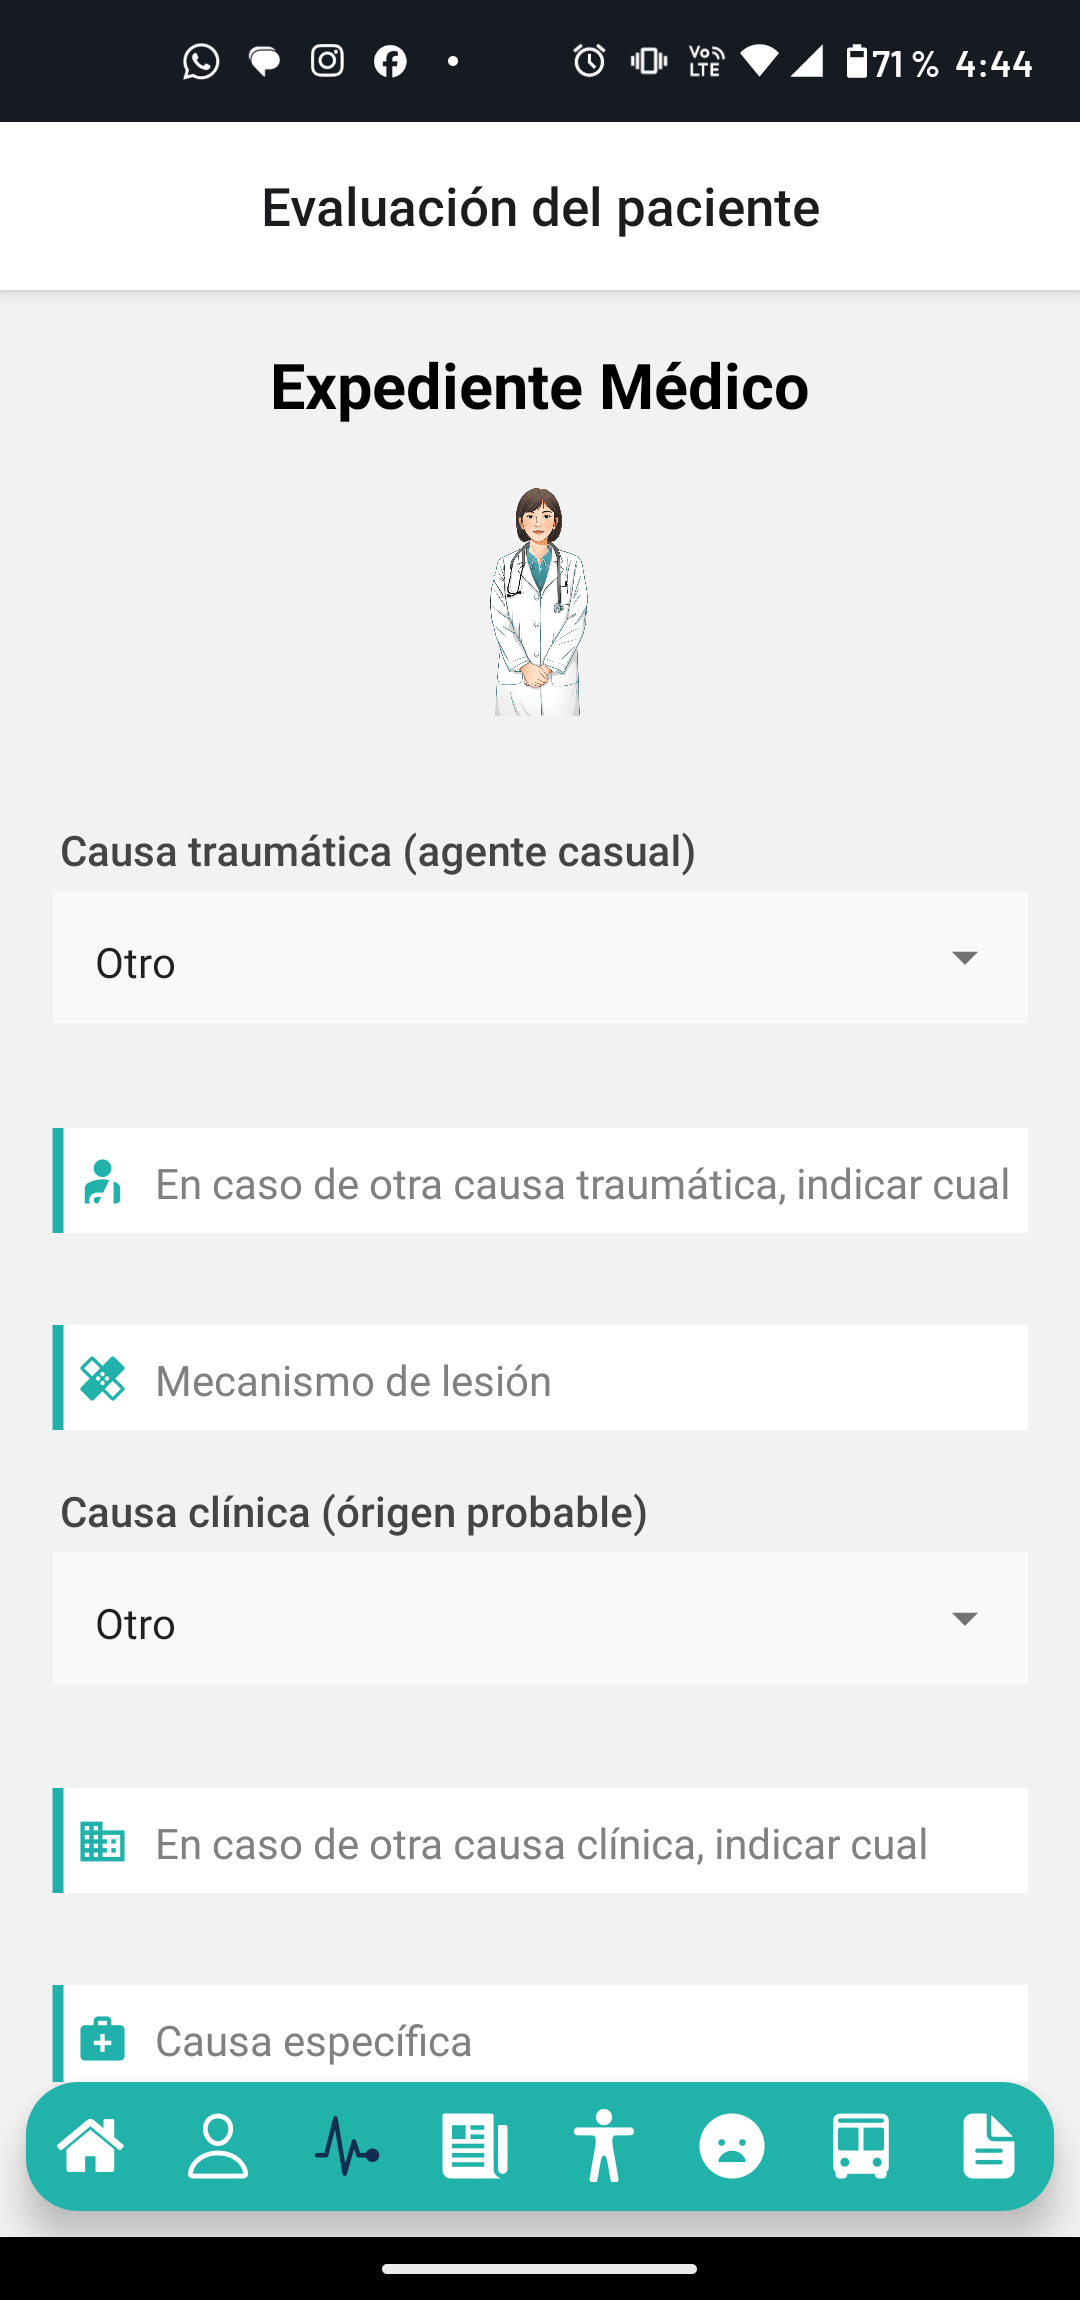 Vo LTE 71 % 4:44
Evaluación del paciente
Expediente Médico
Causa traumática (agente casual)
Otro
En caso de otra causa traumática, indicar cual
Mecanismo de lesión
Causa clínica (órigen probable)
Otro
En caso de otra causa clínica, indicar cual
Causa específica